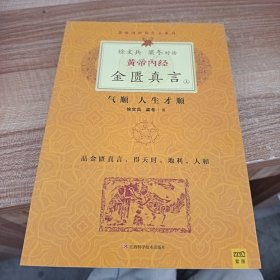 徐文兵 梁冬对话
黄帝内经
金匮真言
气顺 人生才顺
徐文兵 梁冬 著
品金匮真言,得天时、地利、人和
江西科学技术出版社